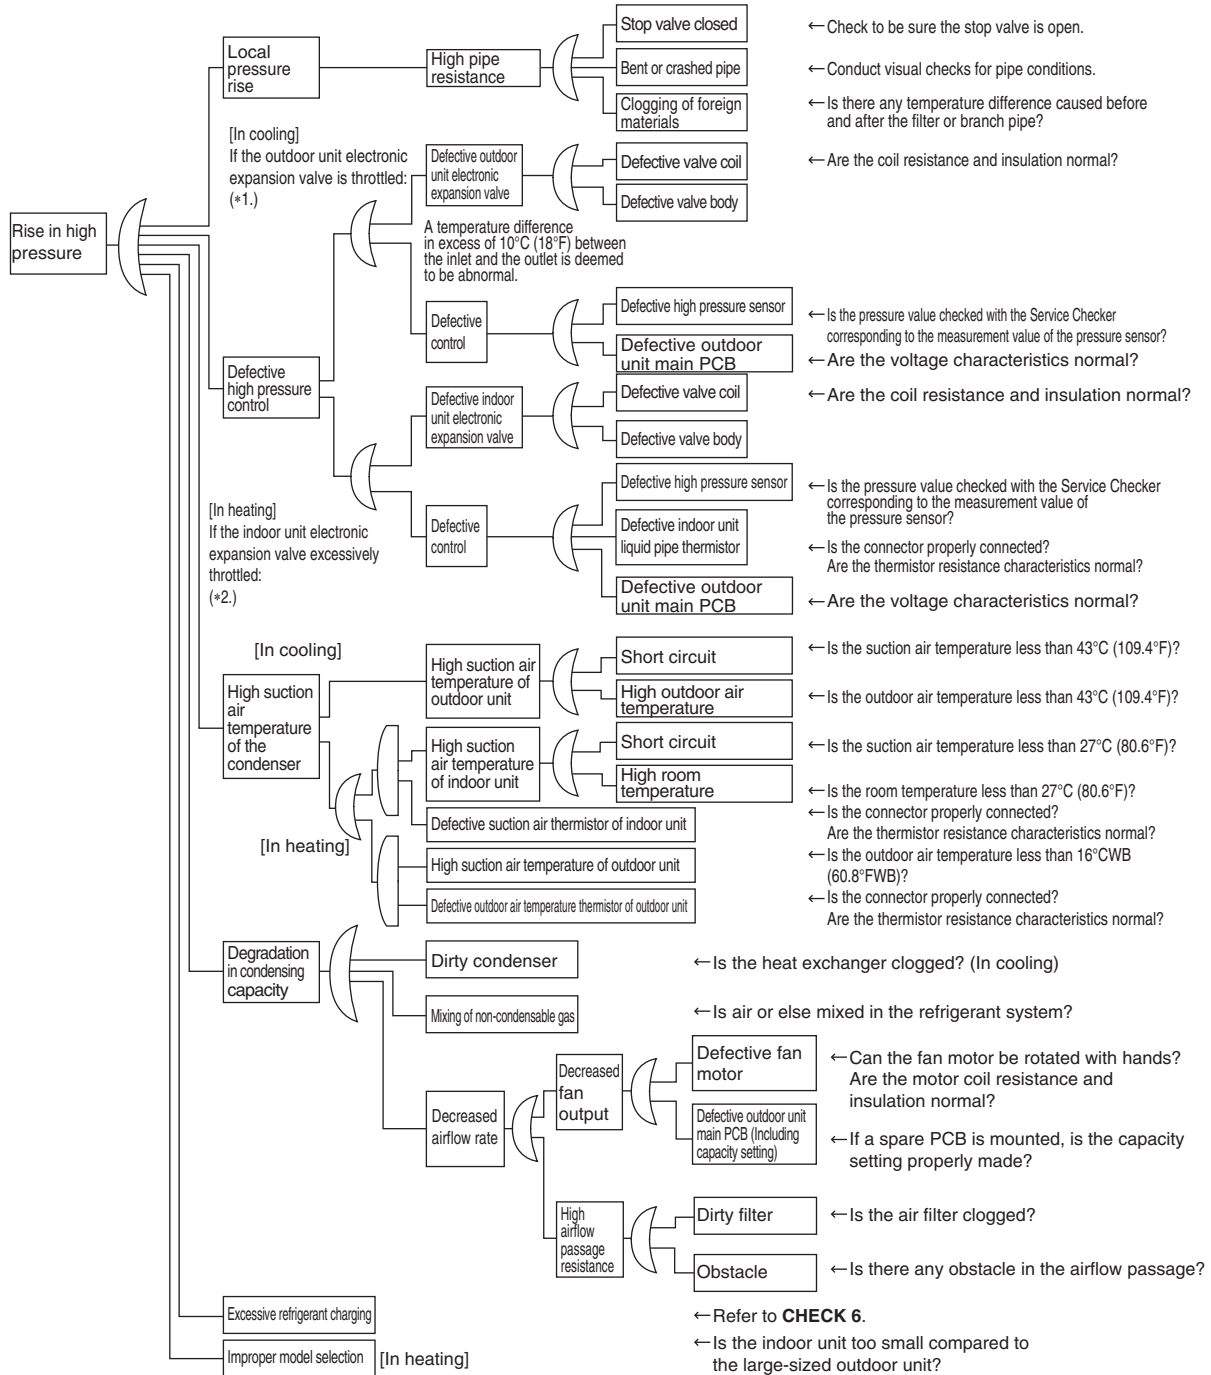 Rise in high
pressure
Local
pressure
rise
High pipe
resistance
Stop valve closed
←Check to be sure the stop valve is open.
Bent or crashed pipe
←Conduct visual checks for pipe conditions.
Clogging of foreign
materials
←Is there any temperature difference caused before
and after the filter or branch pipe?
[In cooling]
If the outdoor unit electronic
expansion valve is throttled:
(*1.)
Defective outdoor
unit electronic
expansion valve
Defective valve coil
←Are the coil resistance and insulation normal?
Defective valve body
A temperature difference
in excess of 10°C (18°F) between
the inlet and the outlet is deemed
to be abnormal.
Defective
high pressure
control
Defective
control
Defective high pressure sensor
←Is the pressure value checked with the Service Checker
corresponding to the measurement value of the pressure sensor?
Defective outdoor
unit main PCB
←Are the voltage characteristics normal?
Defective indoor
unit electronic
expansion valve
Defective valve coil
←Are the coil resistance and insulation normal?
Defective valve body
[In heating]
If the indoor unit electronic
expansion valve excessively
throttled:
(*2.)
Defective
control
Defective high pressure sensor
←Is the pressure value checked with the Service Checker
corresponding to the measurement value of
the pressure sensor?
Defective indoor unit
liquid pipe thermistor
←Is the connector properly connected?
Are the thermistor resistance characteristics normal?
Defective outdoor
unit main PCB
←Are the voltage characteristics normal?
[In cooling]
High suction
air
temperature
of the
condenser
High suction air
temperature of
outdoor unit
Short circuit
←Is the suction air temperature less than 43°C (109.4°F)?
High outdoor air
temperature
←Is the outdoor air temperature less than 43°C (109.4°F)?
[In heating]
High suction
air temperature
of indoor unit
Short circuit
←Is the suction air temperature less than 27°C (80.6°F)?
High room
temperature
←Is the room temperature less than 27°C (80.6°F)?
Defective suction air thermistor of indoor unit
←Is the connector properly connected?
Are the thermistor resistance characteristics normal?
High suction air temperature of outdoor unit
←Is the outdoor air temperature less than 16°CWB
(60.8°FWB)?
Defective outdoor air temperature thermistor of outdoor unit
←Is the connector properly connected?
Are the thermistor resistance characteristics normal?
Degradation
in condensing
capacity
Dirty condenser
←Is the heat exchanger clogged? (In cooling)
Mixing of non-condensable gas
←Is air or else mixed in the refrigerant system?
Decreased
airflow rate
Decreased
fan
output
Defective fan
motor
←Can the fan motor be rotated with hands?
Are the motor coil resistance and
insulation normal?
Defective outdoor unit
main PCB (Including
capacity setting)
←If a spare PCB is mounted, is the capacity
setting properly made?
High
airflow
passage
resistance
Dirty filter
←Is the air filter clogged?
Obstacle
←Is there any obstacle in the airflow passage?
Excessive refrigerant charging
←Refer to CHECK 6.
Improper model selection
[In heating]
←Is the indoor unit too small compared to
the large-sized outdoor unit?